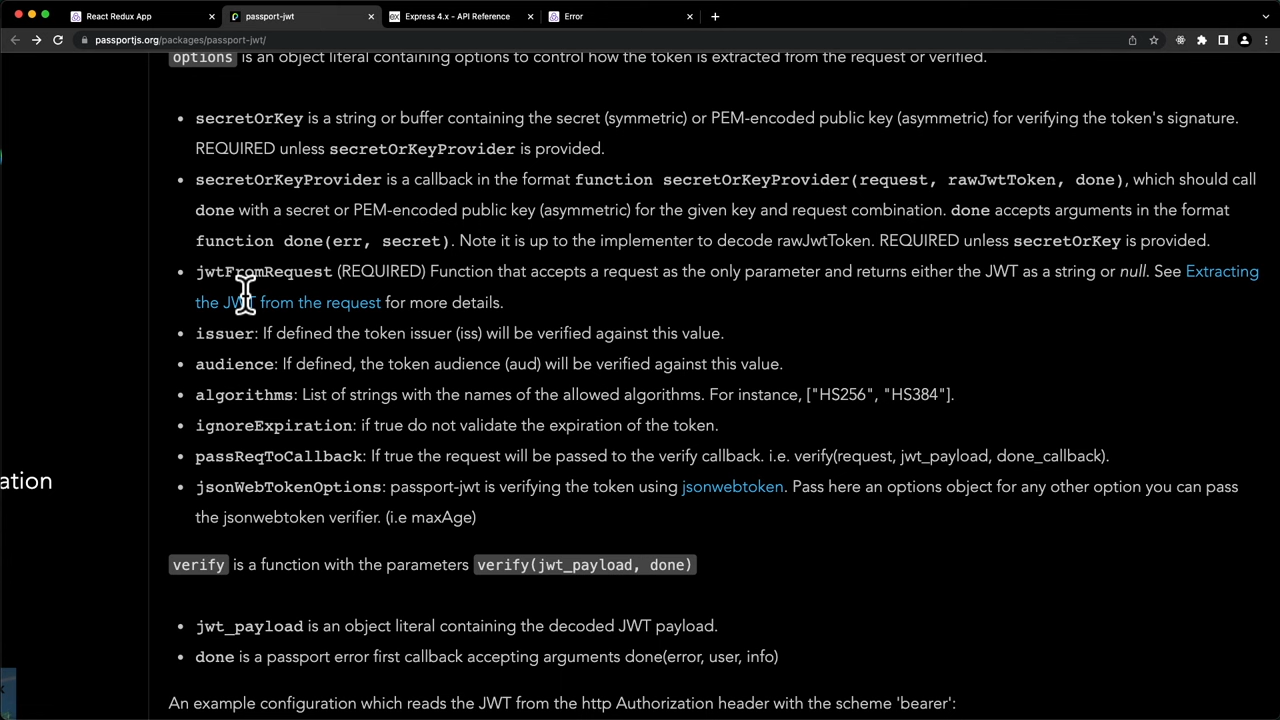 React Redux App
passport-jwt
Express 4.x - API Reference
Error
passportjs.org/packages/passport-jwt/
options is an object literal containing options to control how the token is extracted from the request or verified.
secretOrKey is a string or buffer containing the secret (symmetric) or PEM-encoded public key (asymmetric) for verifying the token's signature.
REQUIRED unless secretOrKeyProvider is provided.
secretOrKeyProvider is a callback in the format function secretOrKeyProvider(request, rawJwtToken, done), which should call
done with a secret or PEM-encoded public key (asymmetric) for the given key and request combination. done accepts arguments in the format
function done(err, secret). Note it is up to the implementer to decode rawJwtToken. REQUIRED unless secretOrKey is provided.
jwtFromRequest (REQUIRED) Function that accepts a request as the only parameter and returns either the JWT as a string or null. See Extracting
the JWT from the request for more details.
issuer: If defined the token issuer (iss) will be verified against this value.
audience: If defined, the token audience (aud) will be verified against this value.
algorithms: List of strings with the names of the allowed algorithms. For instance, ["HS256", "HS384"].
ignoreExpiration: if true do not validate the expiration of the token.
passReqToCallback: If true the request will be passed to the verify callback. i.e. verify(request, jwt_payload, done_callback).
ation
jsonWebTokenOptions: passport-jwt is verifying the token using jsonwebtoken. Pass here an options object for any other option you can pass
the jsonwebtoken verifier. (i.e maxAge)
verify is a function with the parameters verify(jwt_payload, done)
jwt_payload is an object literal containing the decoded JWT payload.
done is a passport error first callback accepting arguments done(error, user, info)
An example configuration which reads the JWT from the http Authorization header with the scheme 'bearer':